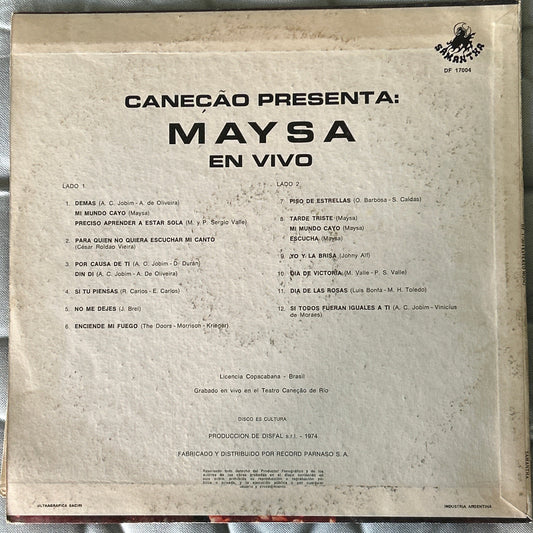 SAMANTHA
DF 17004
CANEÇÃO PRESENTA:
MAYSA
EN VIVO
LADO 1
1. DEMAS (A. C. Jobim - A. de Oliveira)
MI MUNDO CAYO (Maysa)
PRECISO APRENDER A ESTAR SOLA (M. y P. Sergio Valle)
2. PARA QUIEN NO QUIERA ESCUCHAR MI CANTO
(César Roldao Vieira)
3. POR CAUSA DE TI (A. C. Jobim - D. Durán)
DIN DI (A. C. Jobim - A. De Oliveira)
4. SI TU PIENSAS (R. Carlos - E. Carlos)
5. NO ME DEJES (J. Brel)
6. ENCIENDE MI FUEGO (The Doors - Morrison - Krieger)
LADO 2
7. PISO DE ESTRELLAS (O. Barbosa - S. Caldas)
8. TARDE TRISTE (Maysa)
MI MUNDO CAYO (Maysa)
ESCUCHA (Maysa)
9. YO Y LA BRISA (Johny Alf)
10. DIA DE VICTORIA (M. Valle - P. S. Valle)
11. DIA DE LAS ROSAS (Luis Bonfa - M. H. Toledo)
12. SI TODOS FUERAN IGUALES A TI (A. C. Jobim - Vinicius
de Moraes)
Licencia Copacabana - Brasil
Grabado en vivo en el Teatro Caneção de Río
DISCO ES CULTURA
PRODUCCION DE DISFAL s.r.l. - 1974
FABRICADO Y DISTRIBUIDO POR RECORD PARNASO S. A.
ULTRAGRAFICA SACIFI
INDUSTRIA ARGENTINA